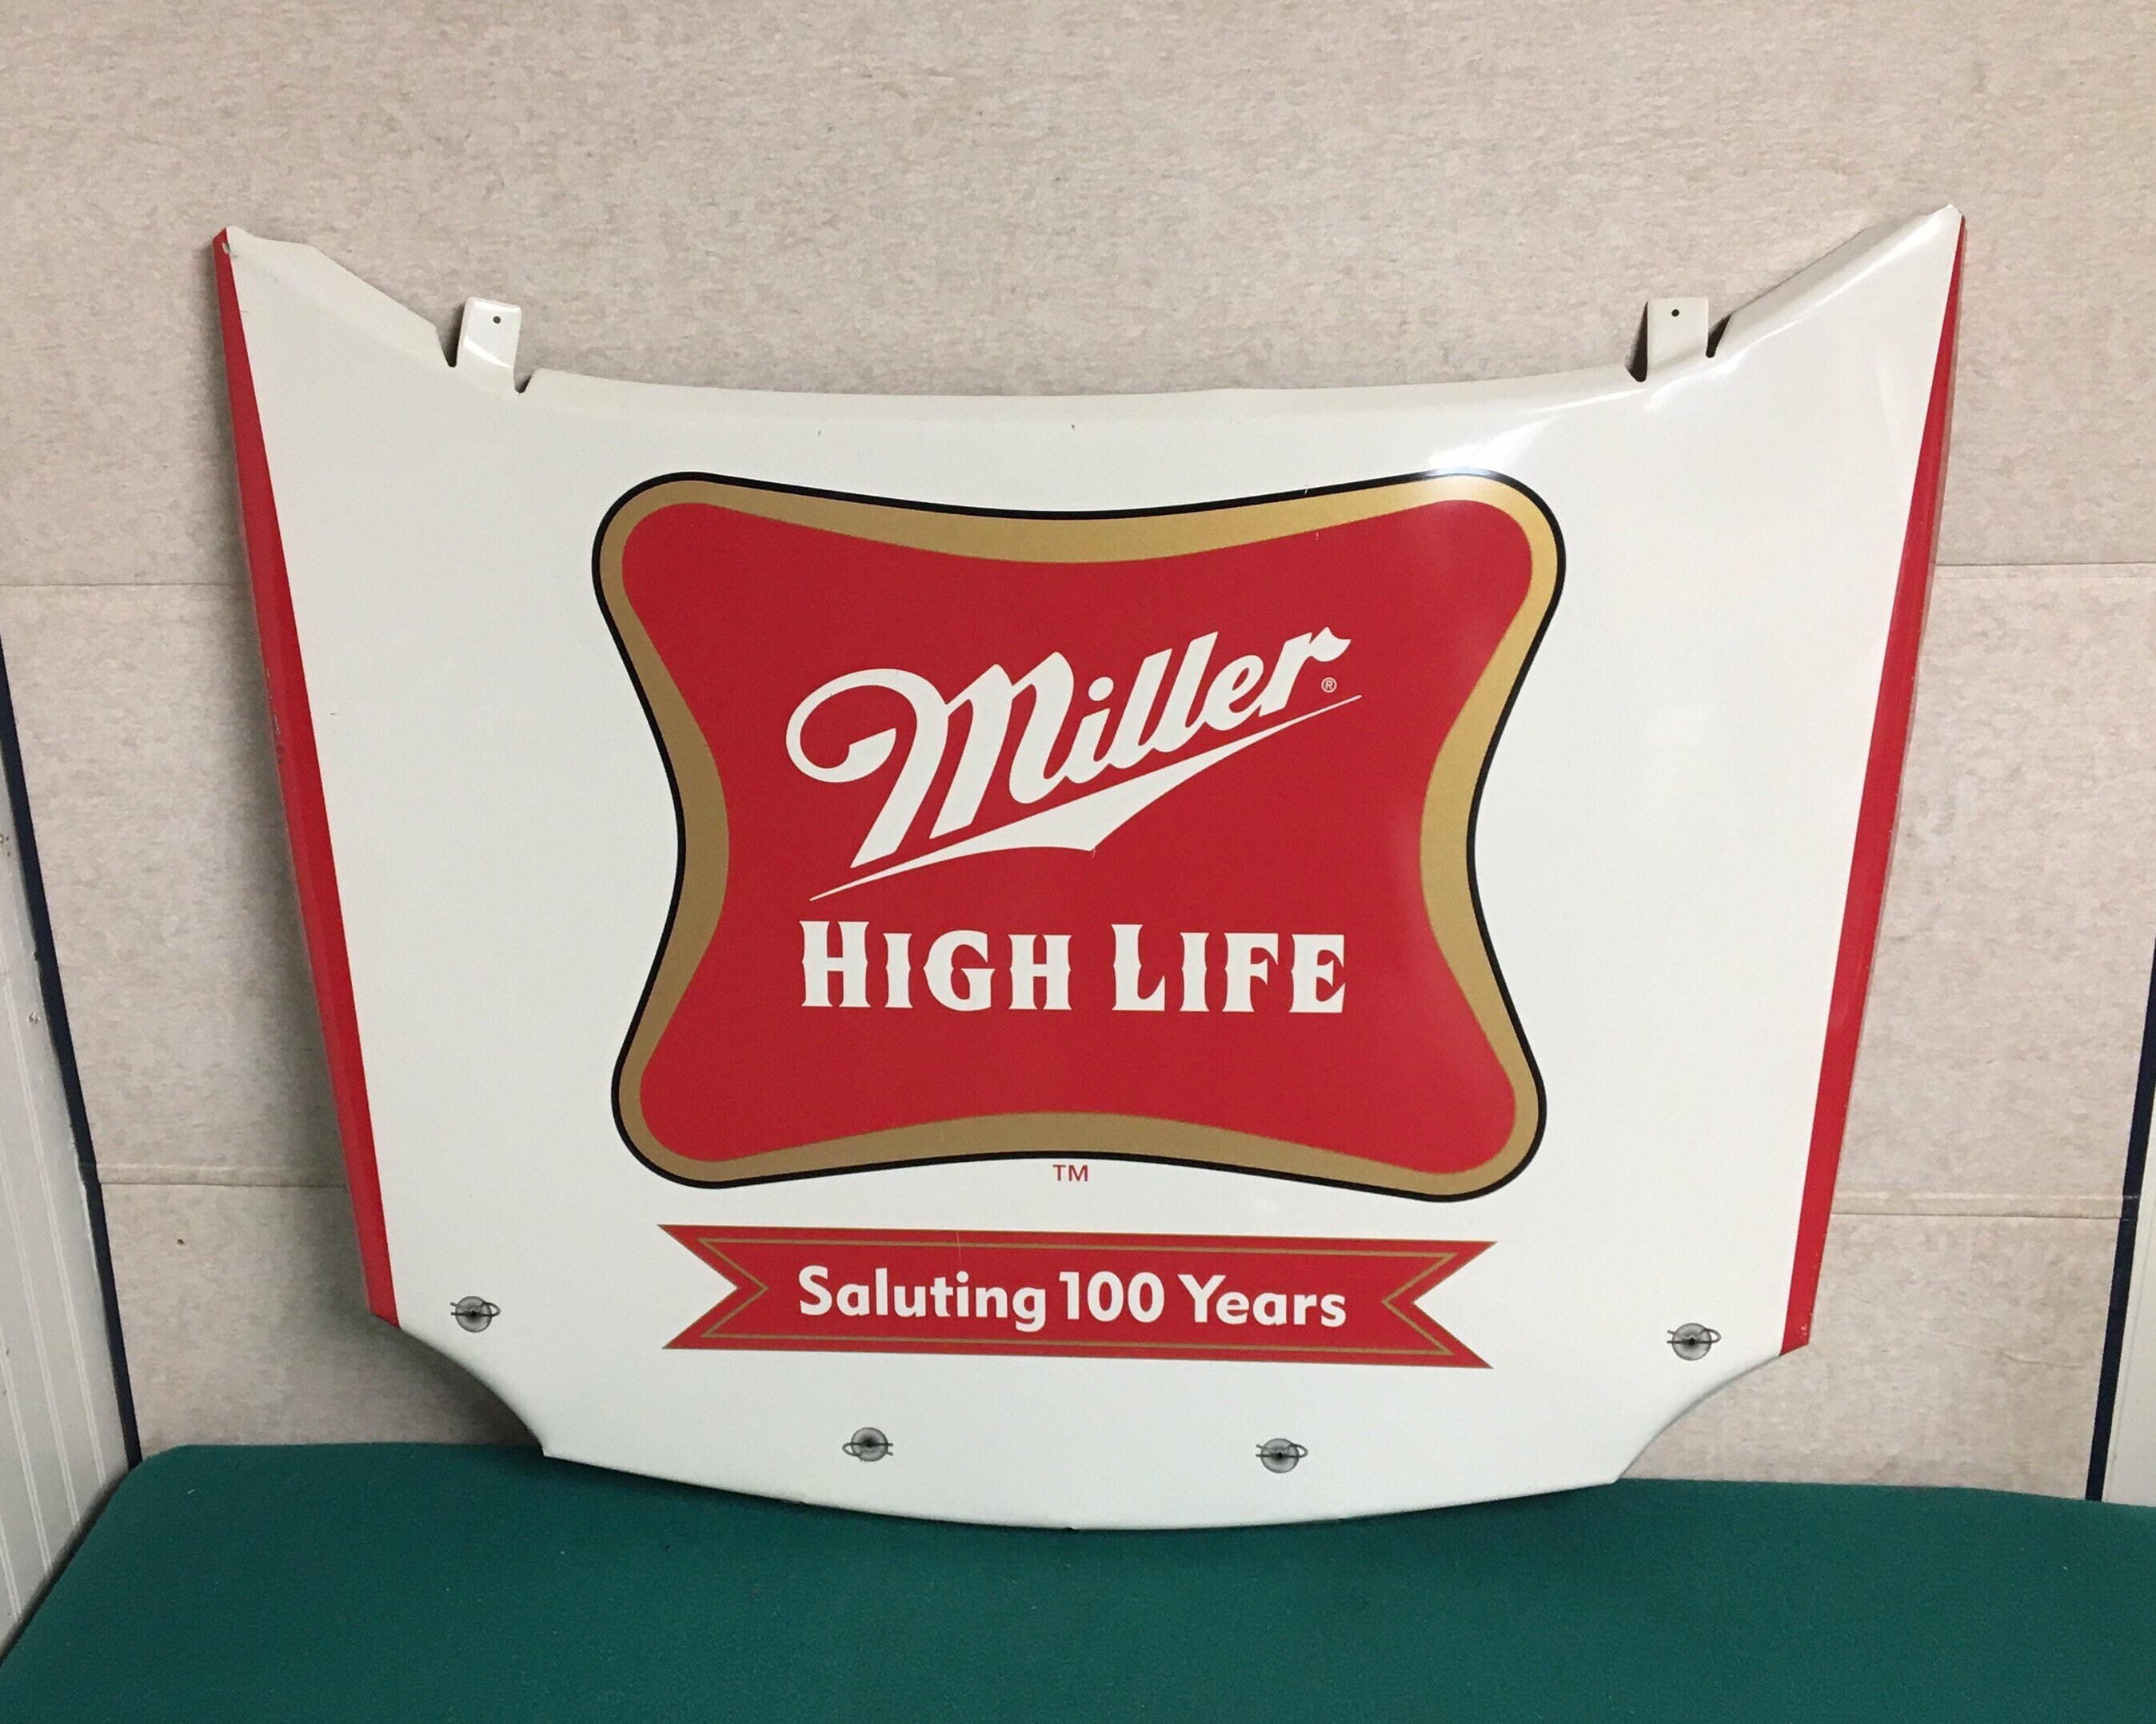 Miller®
HIGH LIFE
TM
Saluting 100 Years